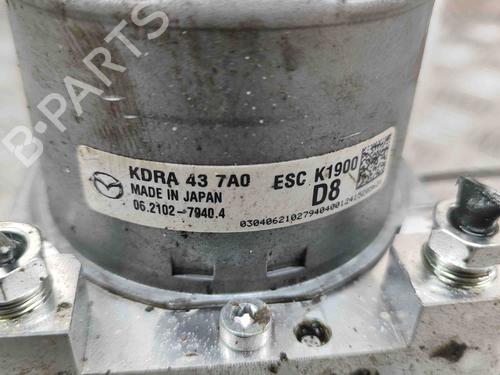 B-PARTS
KDRA 43 7A0 ESC K1900
MADE IN JAPAN D8
06.2102-7940.4